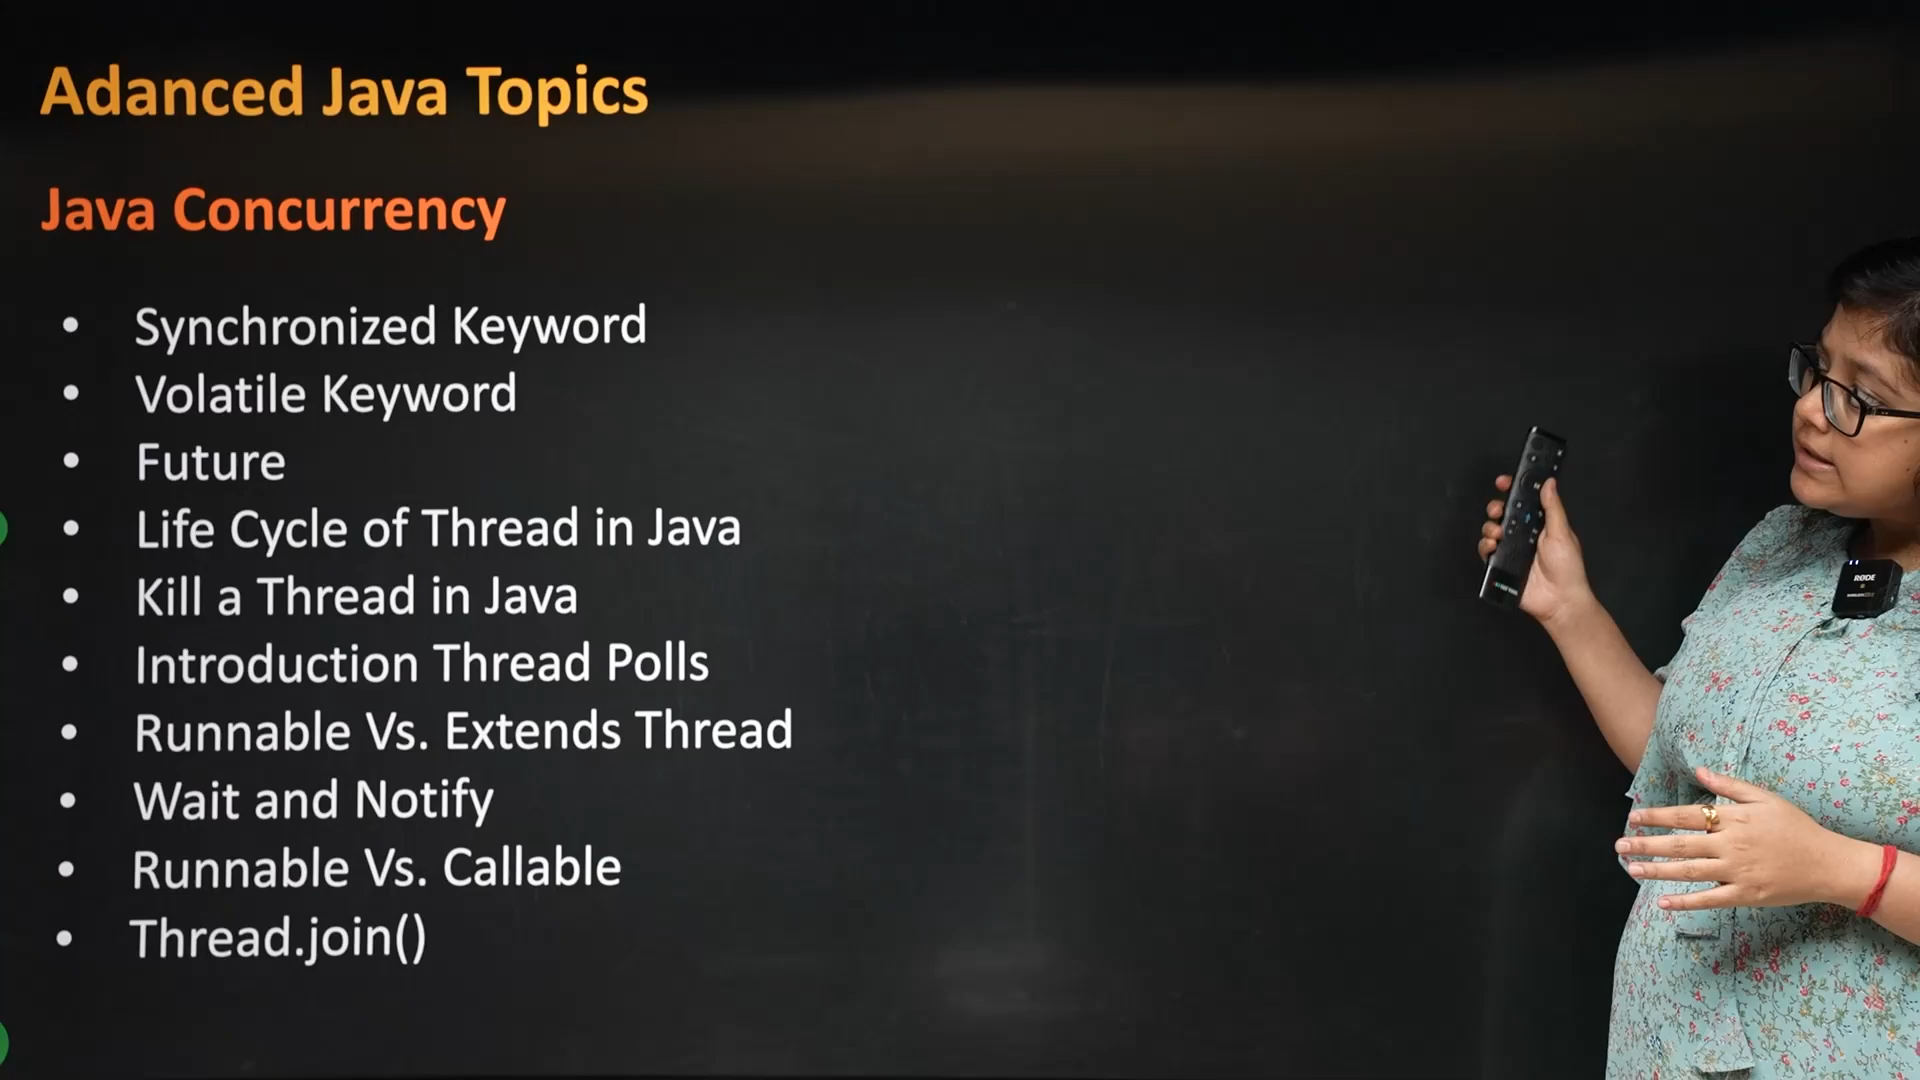 Adanced Java Topics
Java Concurrency
• Synchronized Keyword
• Volatile Keyword
• Future
• Life Cycle of Thread in Java
• Kill a Thread in Java
• Introduction Thread Polls
• Runnable Vs. Extends Thread
• Wait and Notify
• Runnable Vs. Callable
• Thread.join()
RØDE